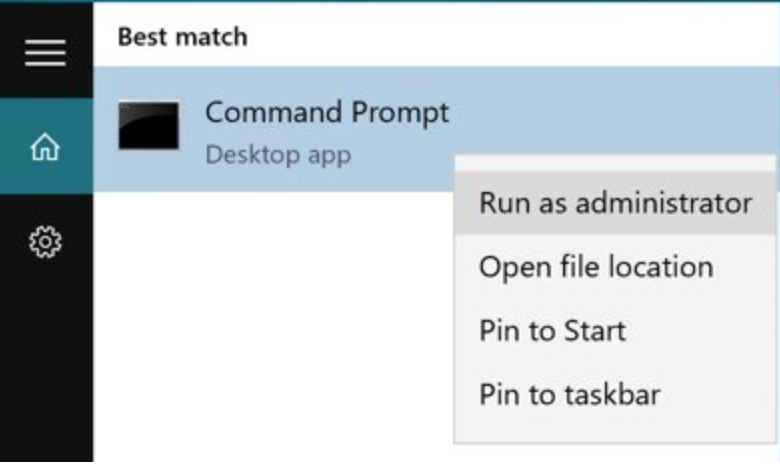 Best match
Command Prompt
Desktop app
Run as administrator
Open file location
Pin to Start
Pin to taskbar